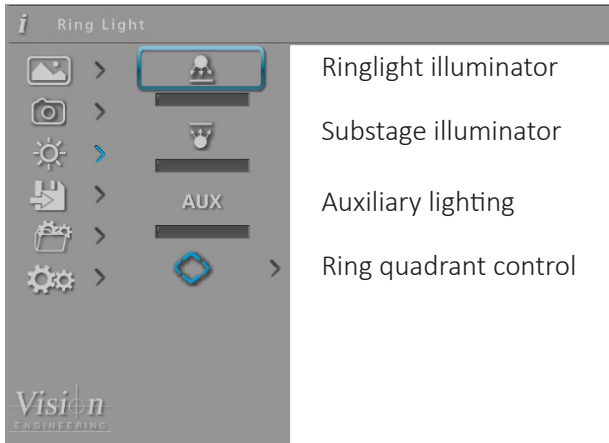 i Ring Light
Ringlight illuminator
Substage illuminator
AUX
Auxiliary lighting
Ring quadrant control
Vision
ENGINEERING